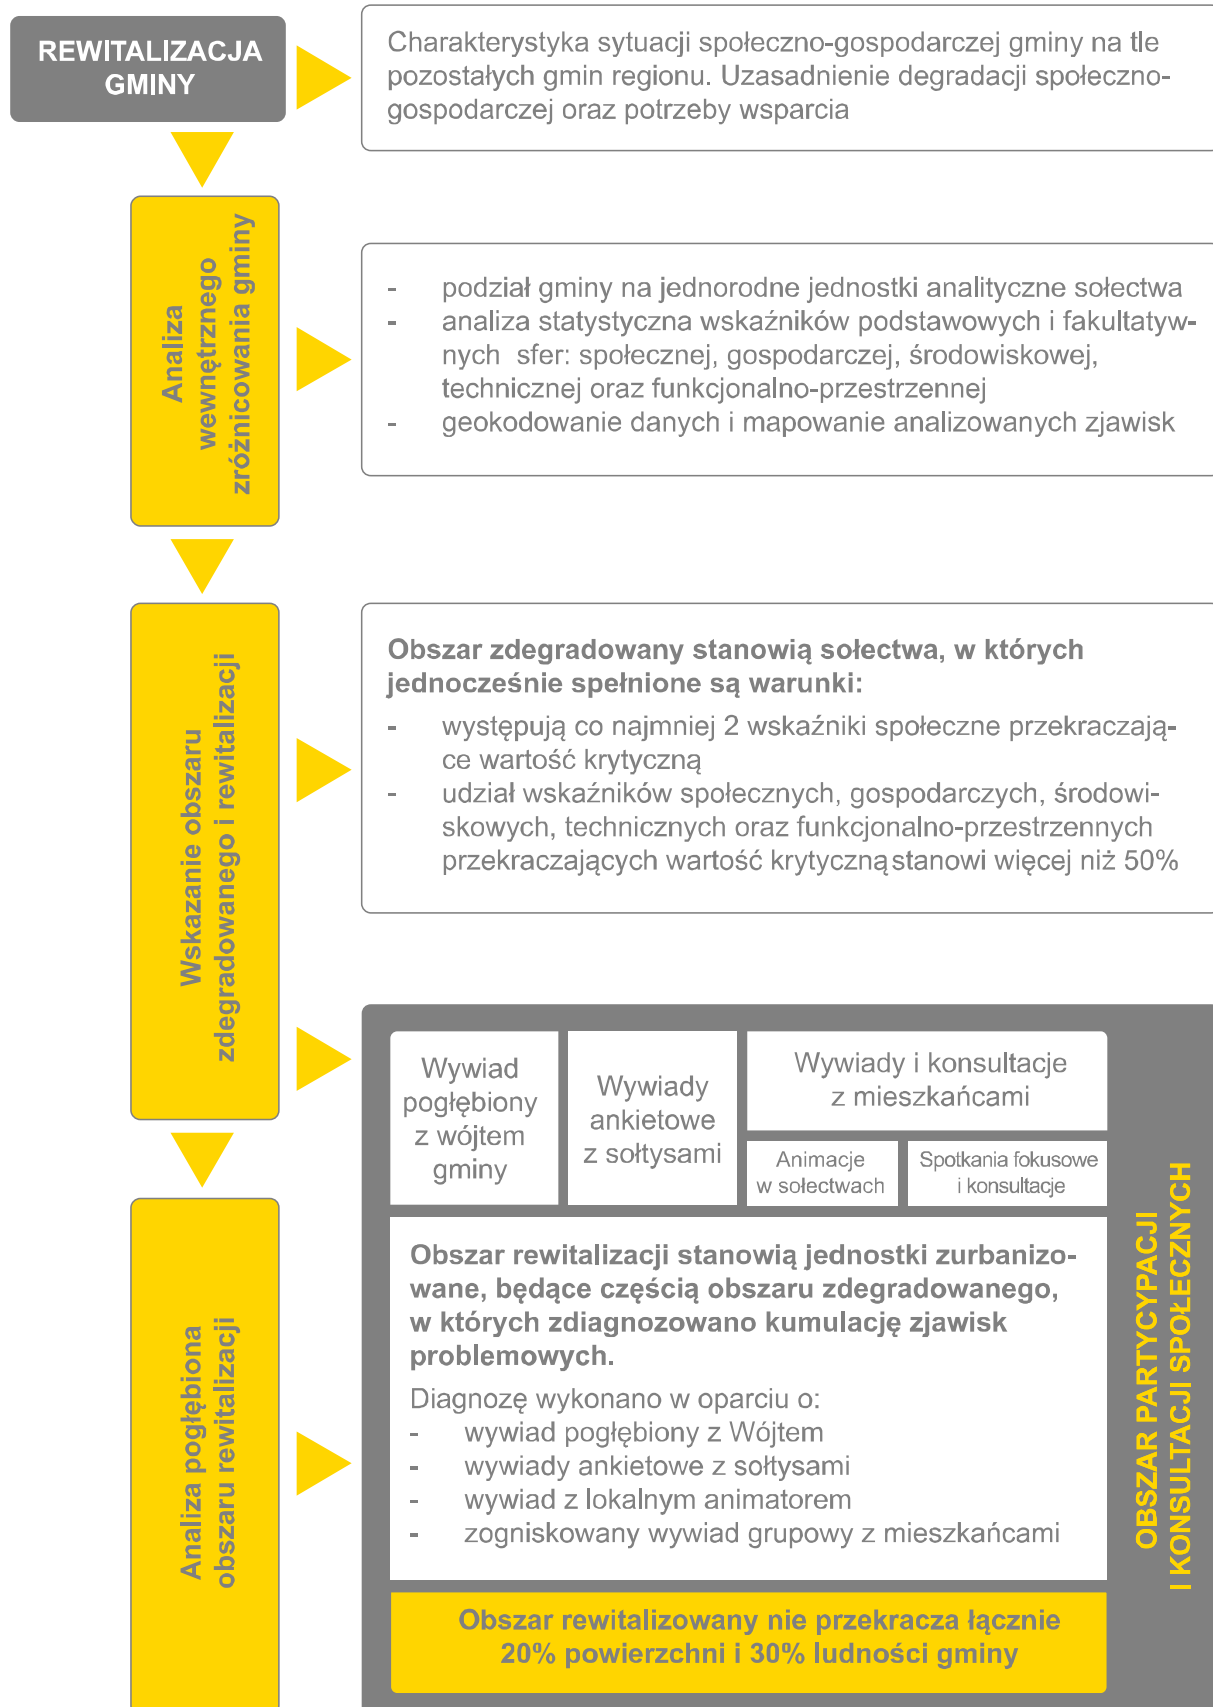 REWITALIZACJA
GMINY
Charakterystyka sytuacji społeczno-gospodarczej gminy na tle
pozostałych gmin regionu. Uzasadnienie degradacji społeczno-
gospodarczej oraz potrzeby wsparcia
Analiza
wewnętrznego
zróżnicowania gminy
- podział gminy na jednorodne jednostki analityczne sołectwa
- analiza statystyczna wskaźników podstawowych i fakultatyw-
nych sfer: społecznej, gospodarczej, środowiskowej,
technicznej oraz funkcjonalno-przestrzennej
- geokodowanie danych i mapowanie analizowanych zjawisk
Wskazanie obszaru
zdegradowanego i rewitalizacji
Obszar zdegradowany stanowią sołectwa, w których
jednocześnie spełnione są warunki:
- występują co najmniej 2 wskaźniki społeczne przekraczają-
ce wartość krytyczną
- udział wskaźników społecznych, gospodarczych, środowi-
skowych, technicznych oraz funkcjonalno-przestrzennych
przekraczających wartość krytyczną stanowi więcej niż 50%
Wywiad
pogłębiony
z wójtem
gminy
Wywiady
ankietowe
z sołtysami
Wywiady i konsultacje
z mieszkańcami
Animacje
w sołectwach
Spotkania fokusowe
i konsultacje
Analiza pogłębiona
obszaru rewitalizacji
Obszar rewitalizacji stanowią jednostki zurbanizo-
wane, będące częścią obszaru zdegradowanego,
w których zdiagnozowano kumulację zjawisk
problemowych.
Diagnozę wykonano w oparciu o:
- wywiad pogłębiony z Wójtem
- wywiady ankietowe z sołtysami
- wywiad z lokalnym animatorem
- zogniskowany wywiad grupowy z mieszkańcami
Obszar rewitalizowany nie przekracza łącznie
20% powierzchni i 30% ludności gminy
OBSZAR PARTYCYPACJI
I KONSULTACJI SPOŁECZNYCH